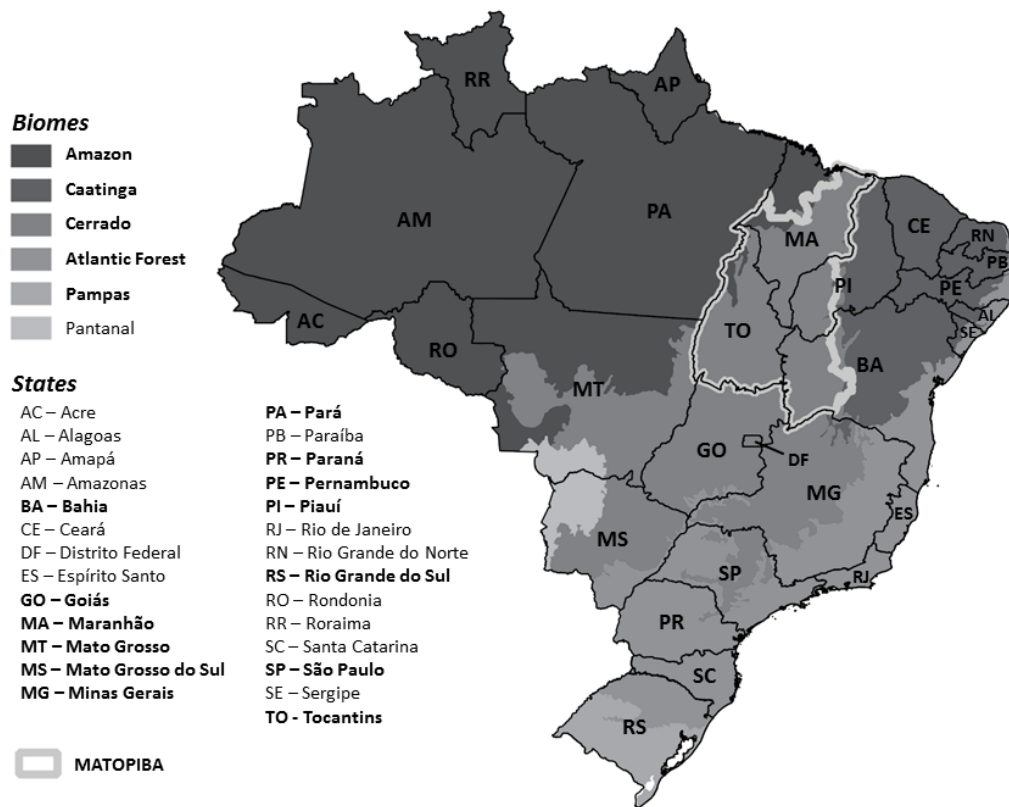 Biomes
Amazon
Caatinga
Cerrado
Atlantic Forest
Pampas
Pantanal
States
AC – Acre
AL – Alagoas
AP – Amapá
AM – Amazonas
BA – Bahia
CE – Ceará
DF – Distrito Federal
ES – Espírito Santo
GO – Goiás
MA – Maranhão
MT – Mato Grosso
MS – Mato Grosso do Sul
MG – Minas Gerais
PA – Pará
PB – Paraíba
PR – Paraná
PE – Pernambuco
PI – Piauí
RJ – Rio de Janeiro
RN – Rio Grande do Norte
RS – Rio Grande do Sul
RO – Rondonia
RR – Roraima
SC – Santa Catarina
SP – São Paulo
SE – Sergipe
TO - Tocantins
MATOPIBA
RR
AP
AM
PA
MA
CE
RN
PB
PE
PI
AL
SE
AC
RO
TO
BA
MT
GO
DF
MG
ES
MS
SP
RJ
PR
SC
RS